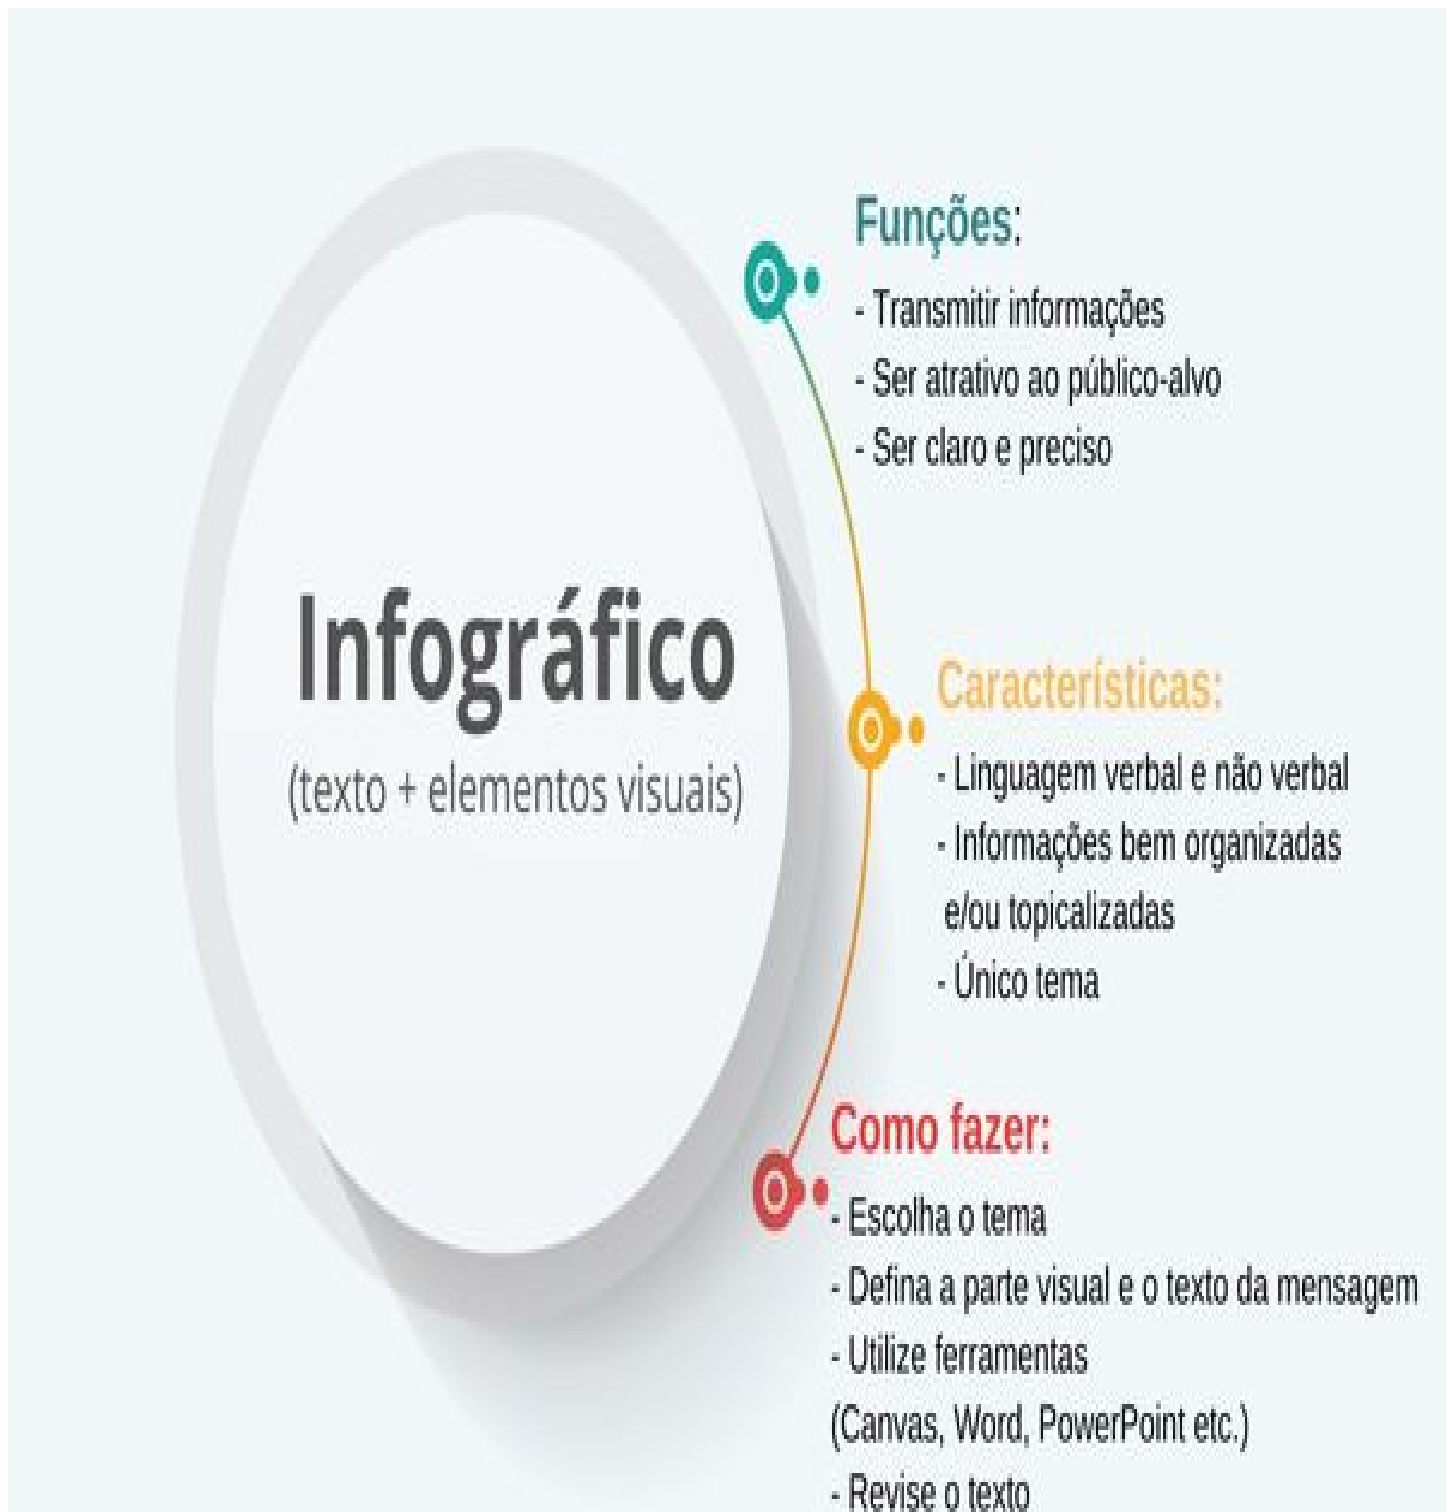 Infográfico
(texto + elementos visuais)
Funções:
- Transmitir informações
- Ser atrativo ao público-alvo
- Ser claro e preciso
Características:
- Linguagem verbal e não verbal
- Informações bem organizadas
e/ou topicalizadas
- Único tema
Como fazer:
- Escolha o tema
- Defina a parte visual e o texto da mensagem
- Utilize ferramentas
(Canvas, Word, PowerPoint etc.)
- Revise o texto